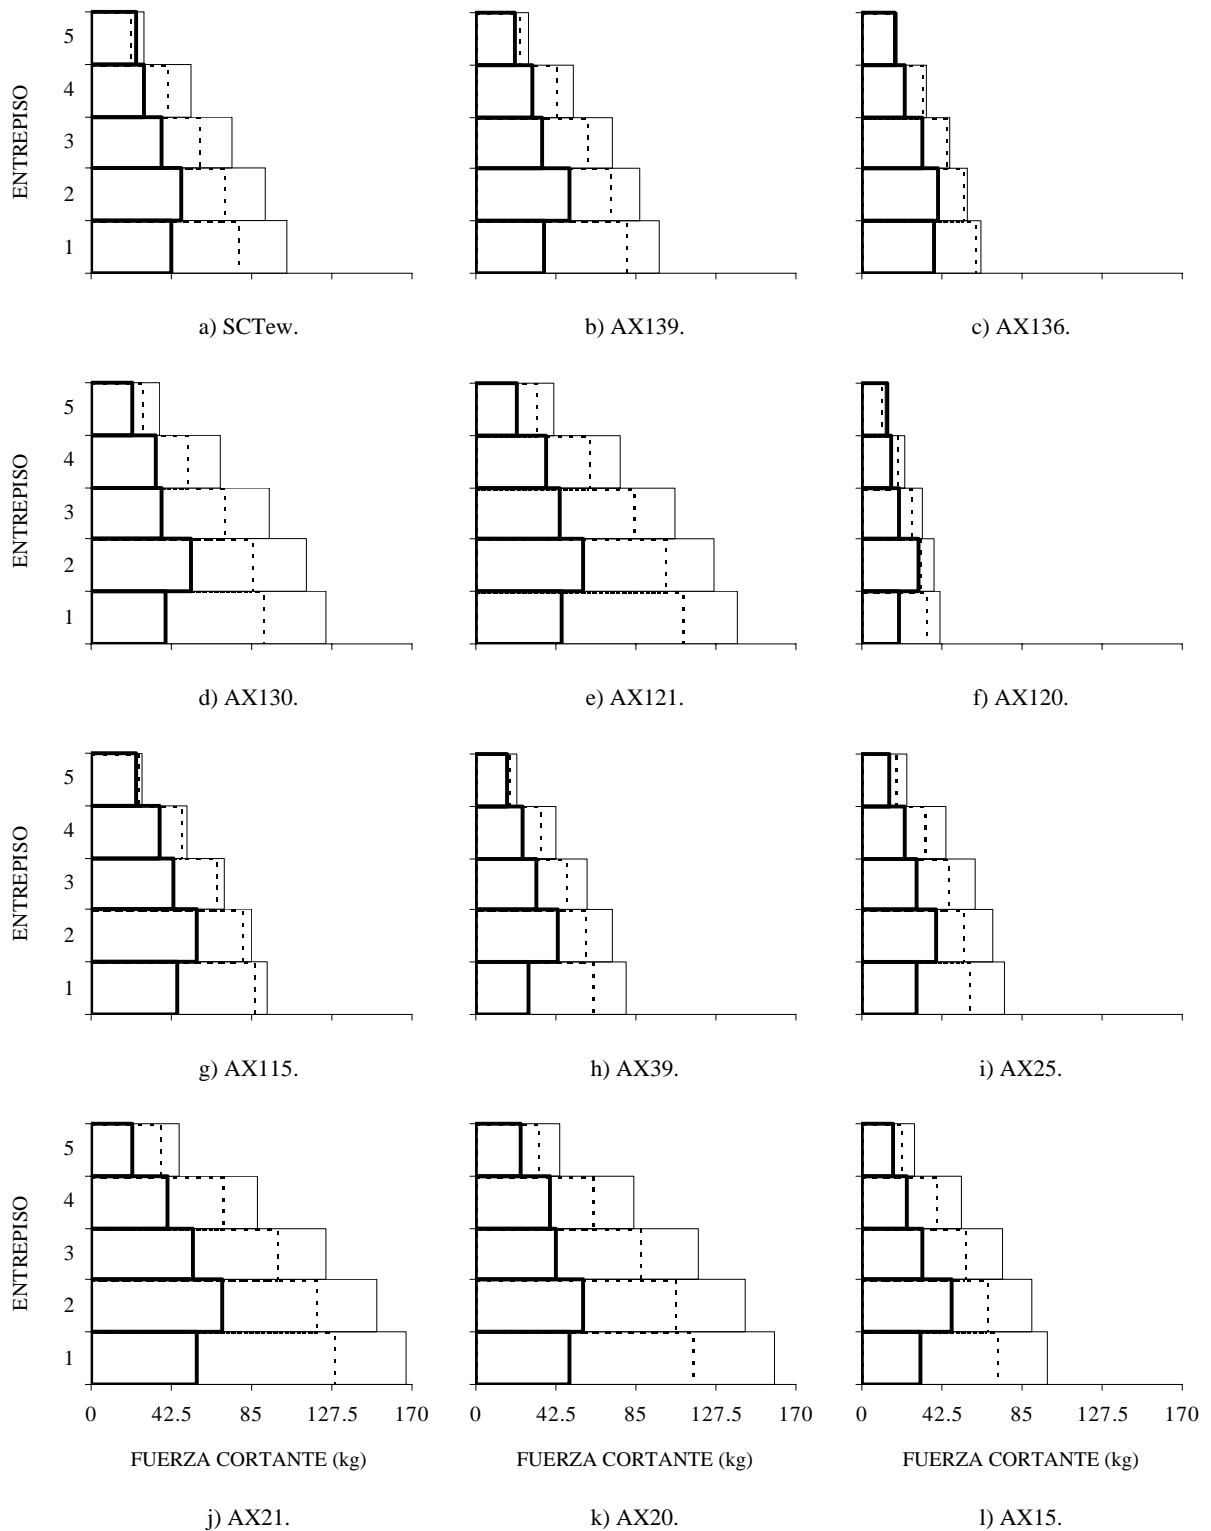 ENTREPISO
5
4
3
2
1
a) SCTew.
b) AX139.
c) AX136.
ENTREPISO
5
4
3
2
1
d) AX130.
e) AX121.
f) AX120.
ENTREPISO
5
4
3
2
1
g) AX115.
h) AX39.
i) AX25.
ENTREPISO
5
4
3
2
1
0 42.5 85 127.5 170
0 42.5 85 127.5 170
0 42.5 85 127.5 170
FUERZA CORTANTE (kg)
FUERZA CORTANTE (kg)
FUERZA CORTANTE (kg)
j) AX21.
k) AX20.
l) AX15.